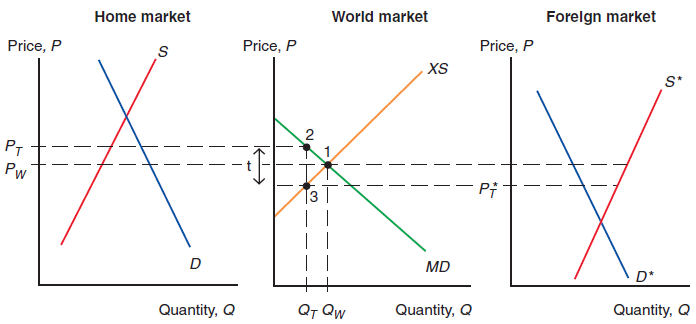 Home market
World market
Foreign market
Price, P
Price, P
Price, P
S
XS
S*
2
1
P_T
P_W
t
3
P*_T
D
MD
D*
Quantity, Q
Q_T Q_W
Quantity, Q
Quantity, Q